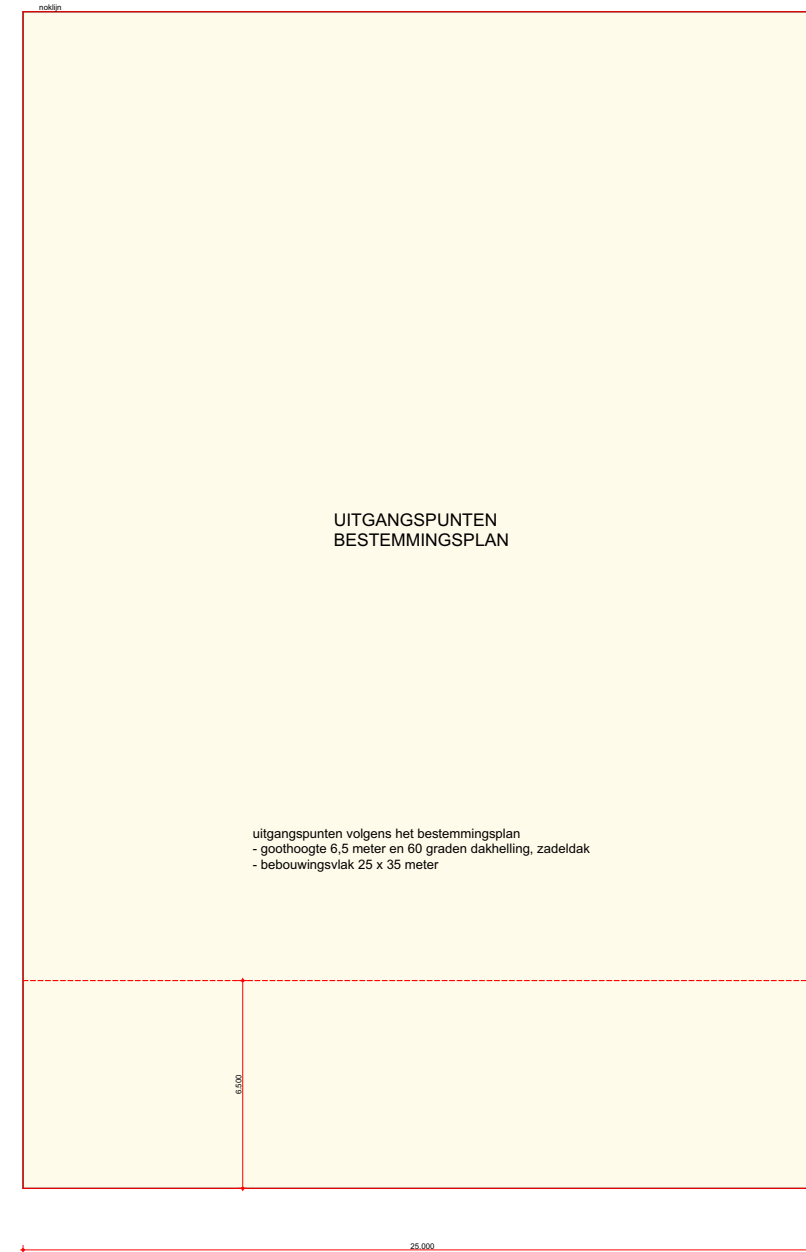 noklijn
UITGANGSPUNTEN
BESTEMMINGSPLAN
uitgangspunten volgens het bestemmingsplan
- goothoogte 6,5 meter en 60 graden dakhelling, zadeldak
- bebouwingsvlak 25 x 35 meter
6.500
25.000